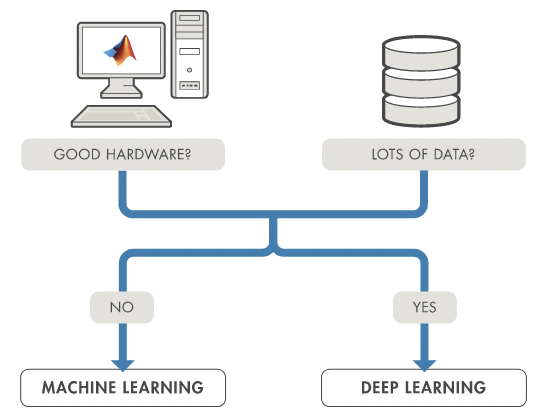 GOOD HARDWARE?
LOTS OF DATA?
NO
YES
MACHINE LEARNING
DEEP LEARNING